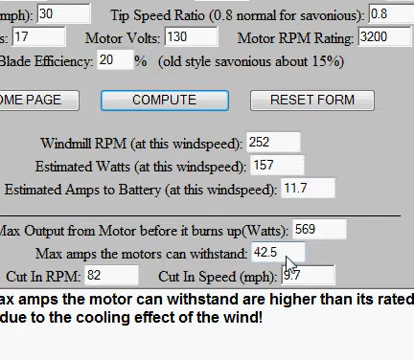 mph): 30 Tip Speed Ratio (0.8 normal for savonious): 0.8
s: 17 Motor Volts: 130 Motor RPM Rating: 3200
Blade Efficiency: 20 % (old style savonious about 15%)
OME PAGE COMPUTE RESET FORM
Windmill RPM (at this windspeed): 252
Estimated Watts (at this windspeed): 157
Estimated Amps to Battery (at this windspeed): 11.7
Max Output from Motor before it burns up(Watts): 569
Max amps the motors can withstand: 42.5
Cut In RPM: 82 Cut In Speed (mph): 9.7
ax amps the motor can withstand are higher than its rated
due to the cooling effect of the wind!